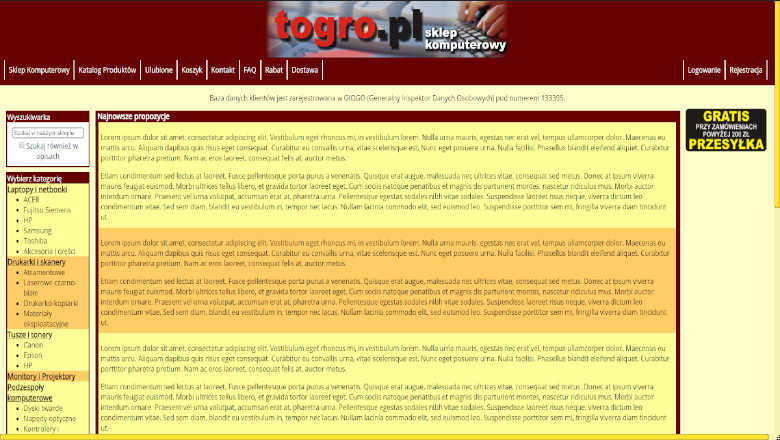 togro.pl sklep
komputerowy
Sklep Komputerowy Katalog Produktów Ulubione Koszyk Kontakt FAQ Rabat Dostawa Logowanie Rejestracja
Baza danych klientów jest zarejestrowana w GIOGO (Generalny Inspektor Danych Osobowych) pod numerem 133395.
Wyszukiwarka
Szukaj w naszym sklepie
Szukaj również w
opisach
Wybierz kategorię
Laptopy i netbooki
ACER
Fujitsu Siemens
HP
Samsung
Toshiba
Akcesoria i części
Drukarki i skanery
Atramentowe
Laserowe czarno-
białe
Drukarko-kopiarki
Materiały
eksploatacyjne
Tusze i tonery
Canon
Epson
HP
Monitory i Projektory
Podzespoły
komputerowe
Dyski twarde
Napędy optyczne
Kontrolery i
Najnowsze propozycje
Lorem ipsum dolor sit amet, consectetur adipiscing elit. Vestibulum eget rhoncus mi, in vestibulum lorem. Nulla urna mauris, egestas nec erat vel, tempus ullamcorper dolor. Maecenas eu
mattis arcu. Aliquam dapibus quis risus eget consequat. Curabitur eu convallis urna, vitae scelerisque est. Nunc eget posuere urna. Nulla facilisi. Phasellus blandit eleifend aliquet. Curabitur
porttitor pharetra pretium. Nam ac eros laoreet, consequat felis at, auctor metus.
Etiam condimentum sed lectus at laoreet. Fusce pellentesque porta purus a venenatis. Quisque erat augue, malesuada nec ultrices vitae, consequat sed metus. Donec at ipsum viverra
mauris feugiat euismod. Morbi ultrices tellus libero, et gravida tortor laoreet eget. Cum sociis natoque penatibus et magnis dis parturient montes, nascetur ridiculus mus. Morbi auctor
interdum ornare. Praesent vel urna volutpat, accumsan erat at, pharetra urna. Pellentesque egestas sodales nibh vitae sodales. Suspendisse laoreet risus neque, viverra dictum leo
condimentum vitae. Sed sem diam, blandit eu vestibulum in, tempor nec lacus. Nullam lacinia commodo elit, sed euismod leo. Suspendisse porttitor sem mi, fringilla viverra diam tincidunt
ut.
Lorem ipsum dolor sit amet, consectetur adipiscing elit. Vestibulum eget rhoncus mi, in vestibulum lorem. Nulla urna mauris, egestas nec erat vel, tempus ullamcorper dolor. Maecenas eu
mattis arcu. Aliquam dapibus quis risus eget consequat. Curabitur eu convallis urna, vitae scelerisque est. Nunc eget posuere urna. Nulla facilisi. Phasellus blandit eleifend aliquet. Curabitur
porttitor pharetra pretium. Nam ac eros laoreet, consequat felis at, auctor metus.
Etiam condimentum sed lectus at laoreet. Fusce pellentesque porta purus a venenatis. Quisque erat augue, malesuada nec ultrices vitae, consequat sed metus. Donec at ipsum viverra
mauris feugiat euismod. Morbi ultrices tellus libero, et gravida tortor laoreet eget. Cum sociis natoque penatibus et magnis dis parturient montes, nascetur ridiculus mus. Morbi auctor
interdum ornare. Praesent vel urna volutpat, accumsan erat at, pharetra urna. Pellentesque egestas sodales nibh vitae sodales. Suspendisse laoreet risus neque, viverra dictum leo
condimentum vitae. Sed sem diam, blandit eu vestibulum in, tempor nec lacus. Nullam lacinia commodo elit, sed euismod leo. Suspendisse porttitor sem mi, fringilla viverra diam tincidunt
ut.
Lorem ipsum dolor sit amet, consectetur adipiscing elit. Vestibulum eget rhoncus mi, in vestibulum lorem. Nulla urna mauris, egestas nec erat vel, tempus ullamcorper dolor. Maecenas eu
mattis arcu. Aliquam dapibus quis risus eget consequat. Curabitur eu convallis urna, vitae scelerisque est. Nunc eget posuere urna. Nulla facilisi. Phasellus blandit eleifend aliquet. Curabitur
porttitor pharetra pretium. Nam ac eros laoreet, consequat felis at, auctor metus.
Etiam condimentum sed lectus at laoreet. Fusce pellentesque porta purus a venenatis. Quisque erat augue, malesuada nec ultrices vitae, consequat sed metus. Donec at ipsum viverra
mauris feugiat euismod. Morbi ultrices tellus libero, et gravida tortor laoreet eget. Cum sociis natoque penatibus et magnis dis parturient montes, nascetur ridiculus mus. Morbi auctor
interdum ornare. Praesent vel urna volutpat, accumsan erat at, pharetra urna. Pellentesque egestas sodales nibh vitae sodales. Suspendisse laoreet risus neque, viverra dictum leo
condimentum vitae. Sed sem diam, blandit eu vestibulum in, tempor nec lacus. Nullam lacinia commodo elit, sed euismod leo. Suspendisse porttitor sem mi, fringilla viverra diam tincidunt
ut.
GRATIS
PRZY ZAMÓWIENIACH
POWYŻEJ 200 ZŁ
PRZESYŁKA